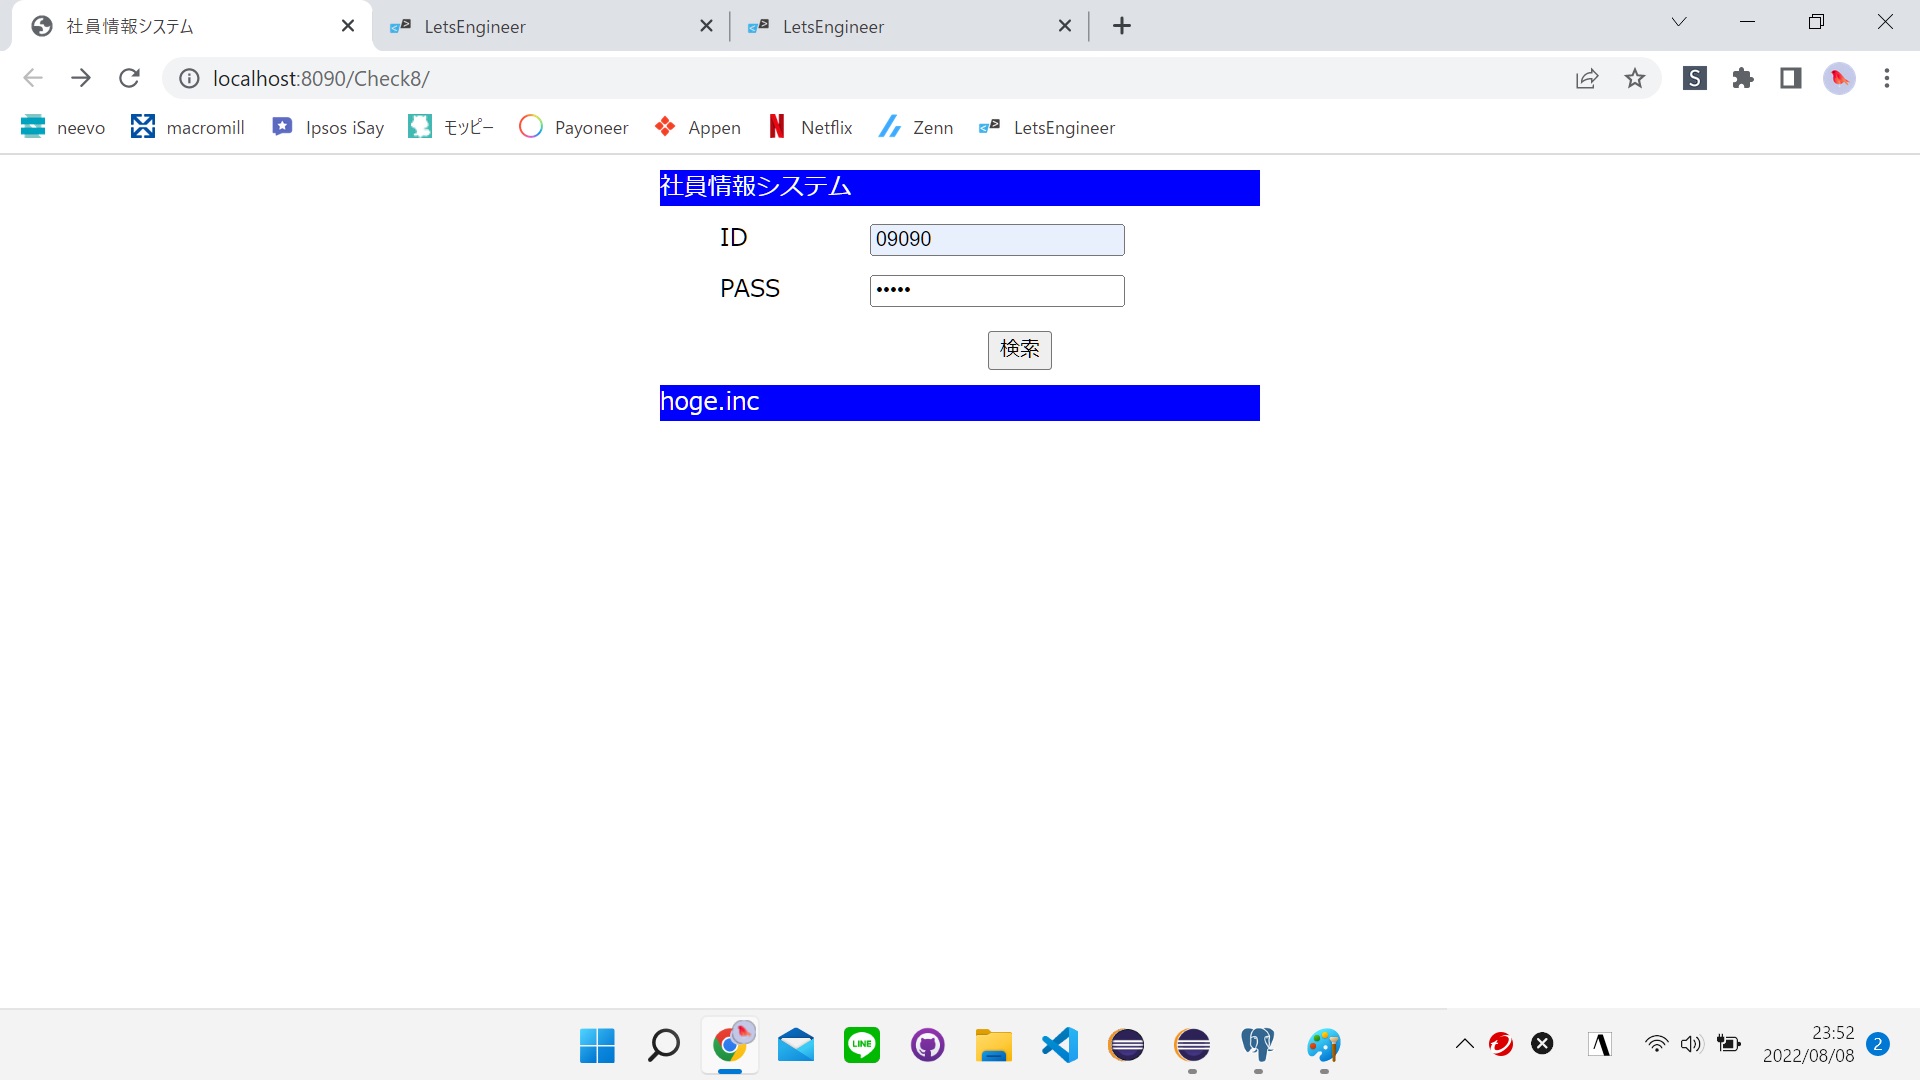 社員情報システム
LetsEngineer
LetsEngineer
localhost:8090/Check8/
S
neevo
macromill
Ipsos iSay
モッピー
Payoneer
Appen
Netflix
Zenn
LetsEngineer
社員情報システム
ID
09090
PASS
•••••
検索
hoge.inc
LINE
23:52
2022/08/08
2